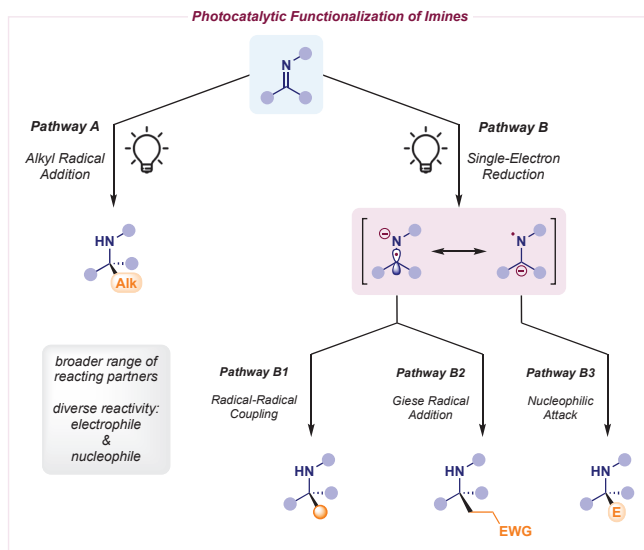 Photocatalytic Functionalization of Imines
N
Pathway A
Alkyl Radical
Addition
Pathway B
Single-Electron
Reduction
HN
Alk
⊖ N
•
• N
⊖
broader range of
reacting partners
diverse reactivity:
electrophile
&
nucleophile
Pathway B1
Radical-Radical
Coupling
Pathway B2
Giese Radical
Addition
Pathway B3
Nucleophilic
Attack
HN
HN
EWG
HN
E